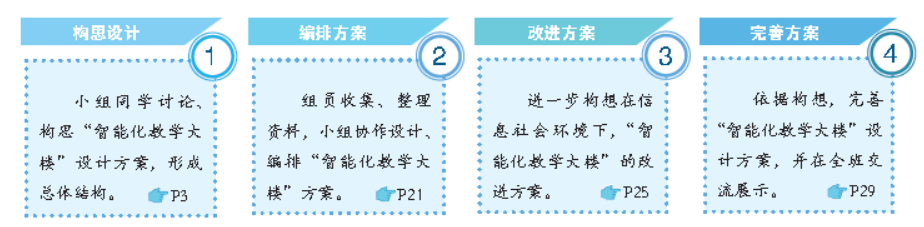 构思设计
1
小组同学讨论、
构思“智能化教学大
楼”设计方案，形成
总体结构。 P3
编排方案
2
组员收集、整理
资料，小组协作设计、
编排“智能化教学大
楼”方案。 P21
改进方案
3
进一步构想在信
息社会环境下，“智
能化教学大楼”的改
进方案。 P25
完善方案
4
依据构想，完善
“智能化教学大楼”设
计方案，并在全班交
流展示。 P29